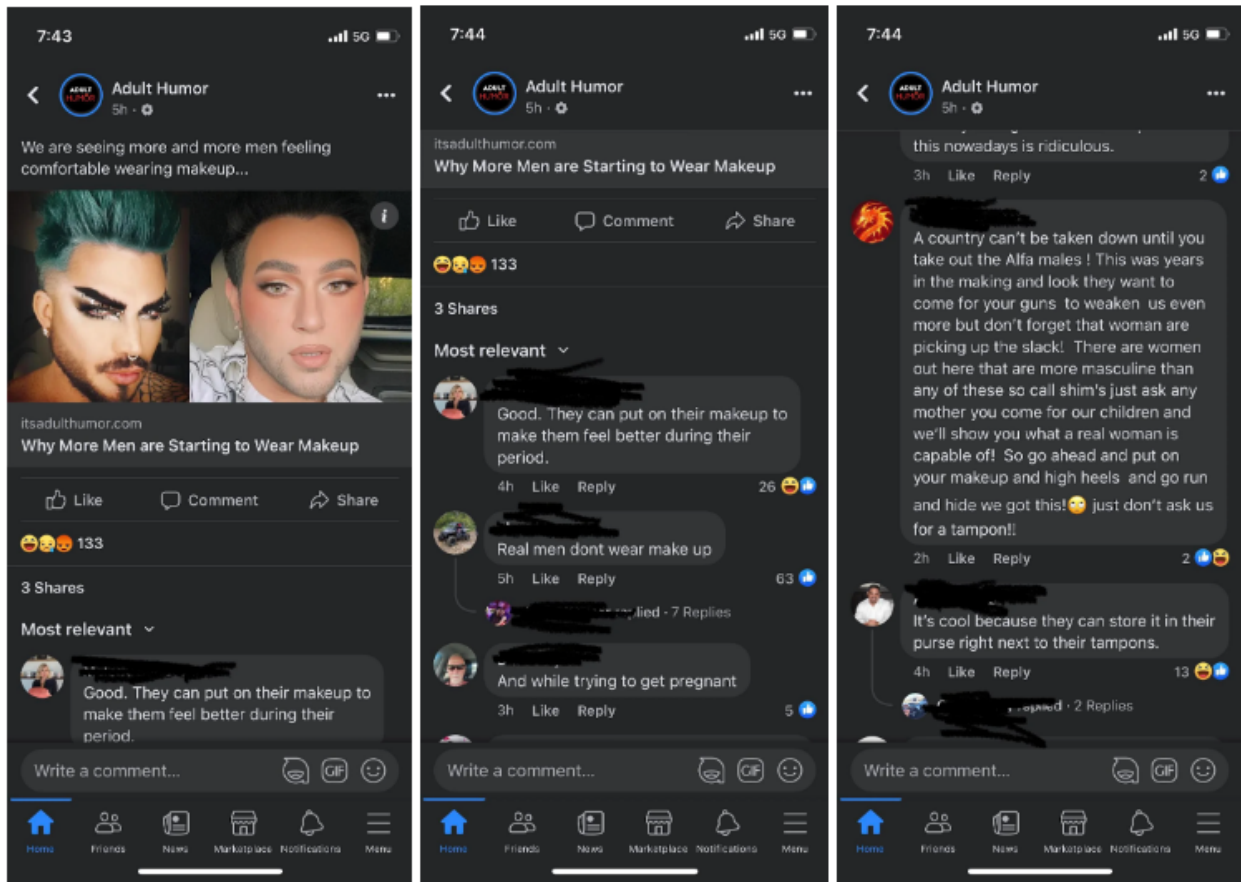 7:43
5G
ADULT
HUMOR
Adult Humor
5h ·
We are seeing more and more men feeling
comfortable wearing makeup...
i
itsadulthumor.com
Why More Men are Starting to Wear Makeup
Like
Comment
Share
133
3 Shares
Most relevant
Good. They can put on their makeup to
make them feel better during their
period.
Write a comment...
GIF
Home
Friends
News
Marketplace
Notifications
Menu
7:44
5G
ADULT
HUMOR
Adult Humor
5h ·
itsadulthumor.com
Why More Men are Starting to Wear Makeup
Like
Comment
Share
133
3 Shares
Most relevant
Good. They can put on their makeup to
make them feel better during their
period.
4h Like Reply
26
Real men dont wear make up
5h Like Reply
63
· 7 Replies
And while trying to get pregnant
3h Like Reply
5
Write a comment...
GIF
Home
Friends
News
Marketplace
Notifications
Menu
7:44
5G
ADULT
HUMOR
Adult Humor
5h ·
this nowadays is ridiculous.
3h Like Reply
2
A country can't be taken down until you
take out the Alfa males ! This was years
in the making and look they want to
come for your guns to weaken us even
more but don't forget that woman are
picking up the slack! There are women
out here that are more masculine than
any of these so call shim's just ask any
mother you come for our children and
we'll show you what a real woman is
capable of! So go ahead and put on
your makeup and high heels and go run
and hide we got this!🙄 just don't ask us
for a tampon!!
2h Like Reply
2
It's cool because they can store it in their
purse right next to their tampons.
4h Like Reply
13
· 2 Replies
Write a comment...
GIF
Home
Friends
News
Marketplace
Notifications
Menu